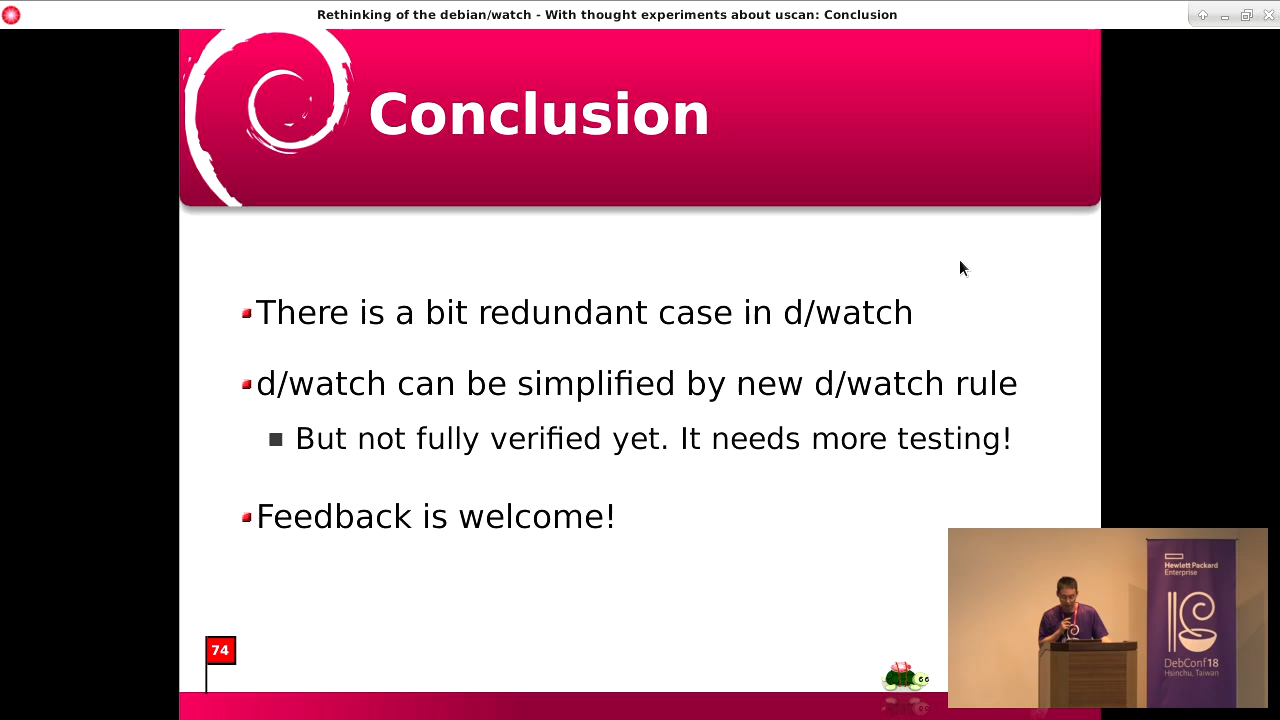 Rethinking of the debian/watch - With thought experiments about uscan: Conclusion
Conclusion
There is a bit redundant case in d/watch
d/watch can be simplified by new d/watch rule
But not fully verified yet. It needs more testing!
Feedback is welcome!
74
Hewlett Packard
Enterprise
DebConf18
Hsinchu, Taiwan